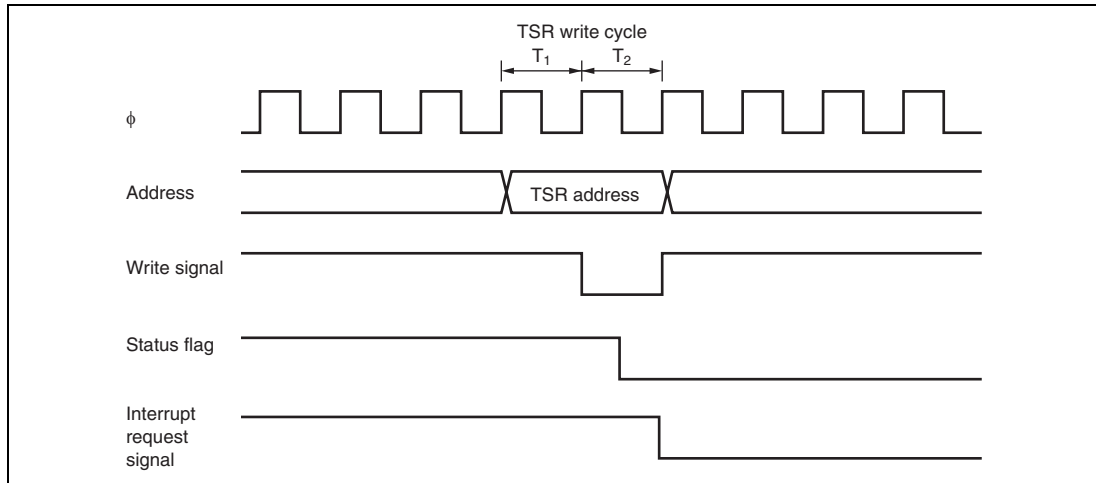 TSR write cycle
T₁ T₂
ϕ
Address
TSR address
Write signal
Status flag
Interrupt
request
signal